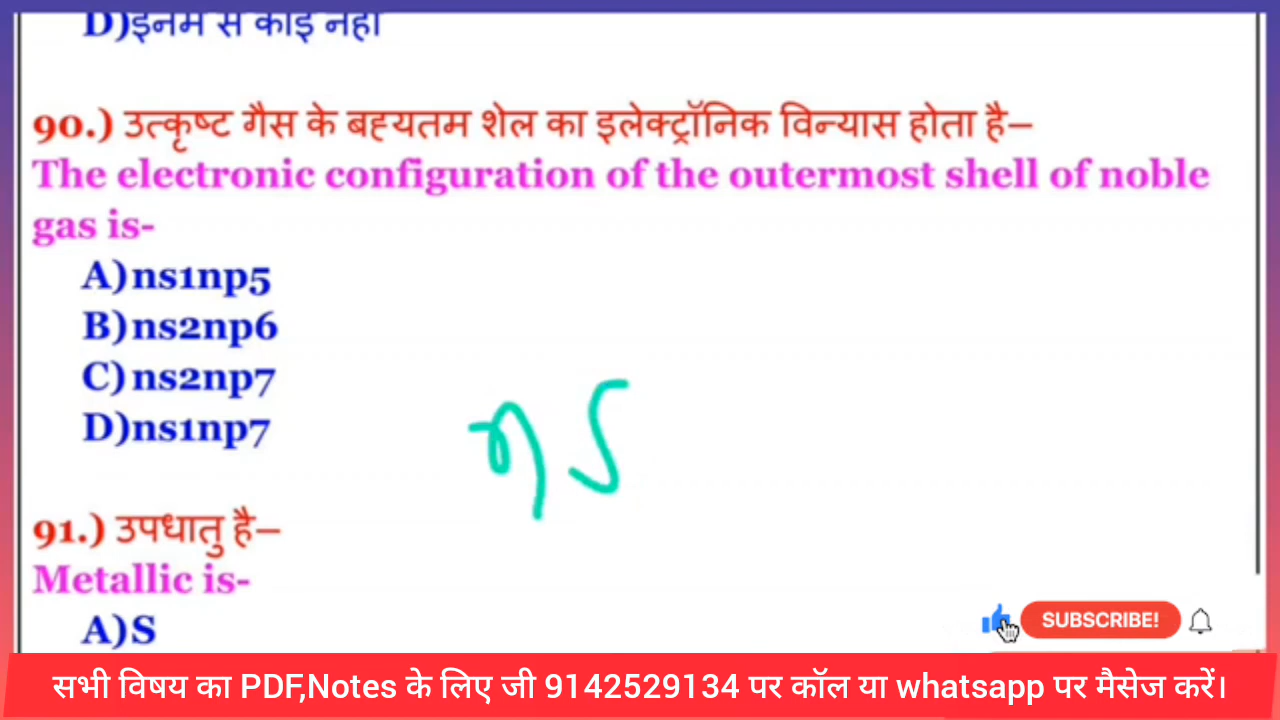 D)इनमें से कोई नहीं
90.) उत्कृष्ट गैस के बह्यतम शेल का इलेक्ट्रॉनिक विन्यास होता है–
The electronic configuration of the outermost shell of noble
gas is-
A)ns1np5
B)ns2np6
C)ns2np7
D)ns1np7
ns
91.) उपधातु है–
Metallic is-
A)S
SUBSCRIBE!
सभी विषय का PDF,Notes के लिए जी 9142529134 पर कॉल या whatsapp पर मैसेज करें।